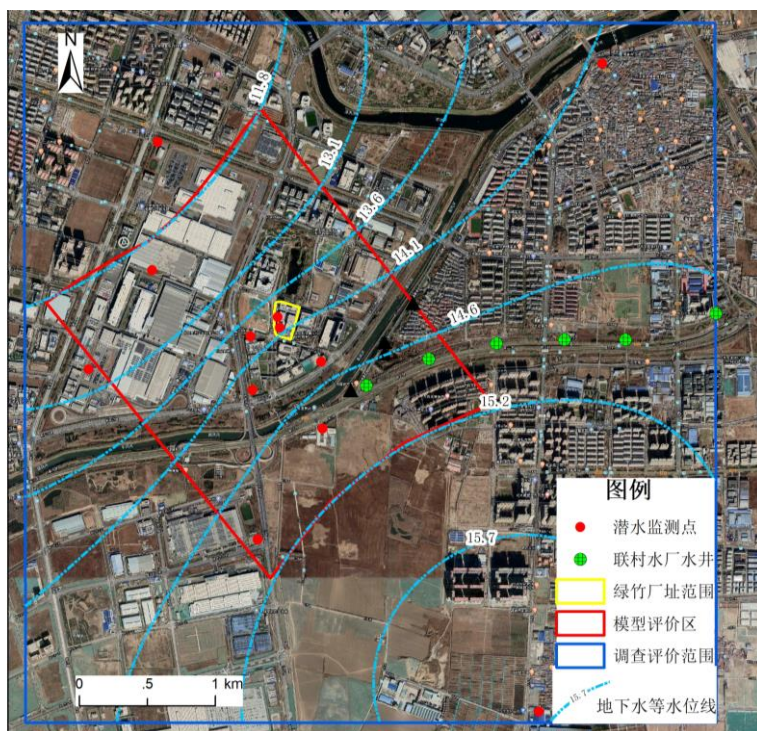 N
11.8
13.1
13.6
14.1
14.6
15.2
15.7
图例
潜水监测点
联村水厂水井
绿竹厂址范围
模型评价区
调查评价范围
15.7
地下水等水位线
0 .5 1 km